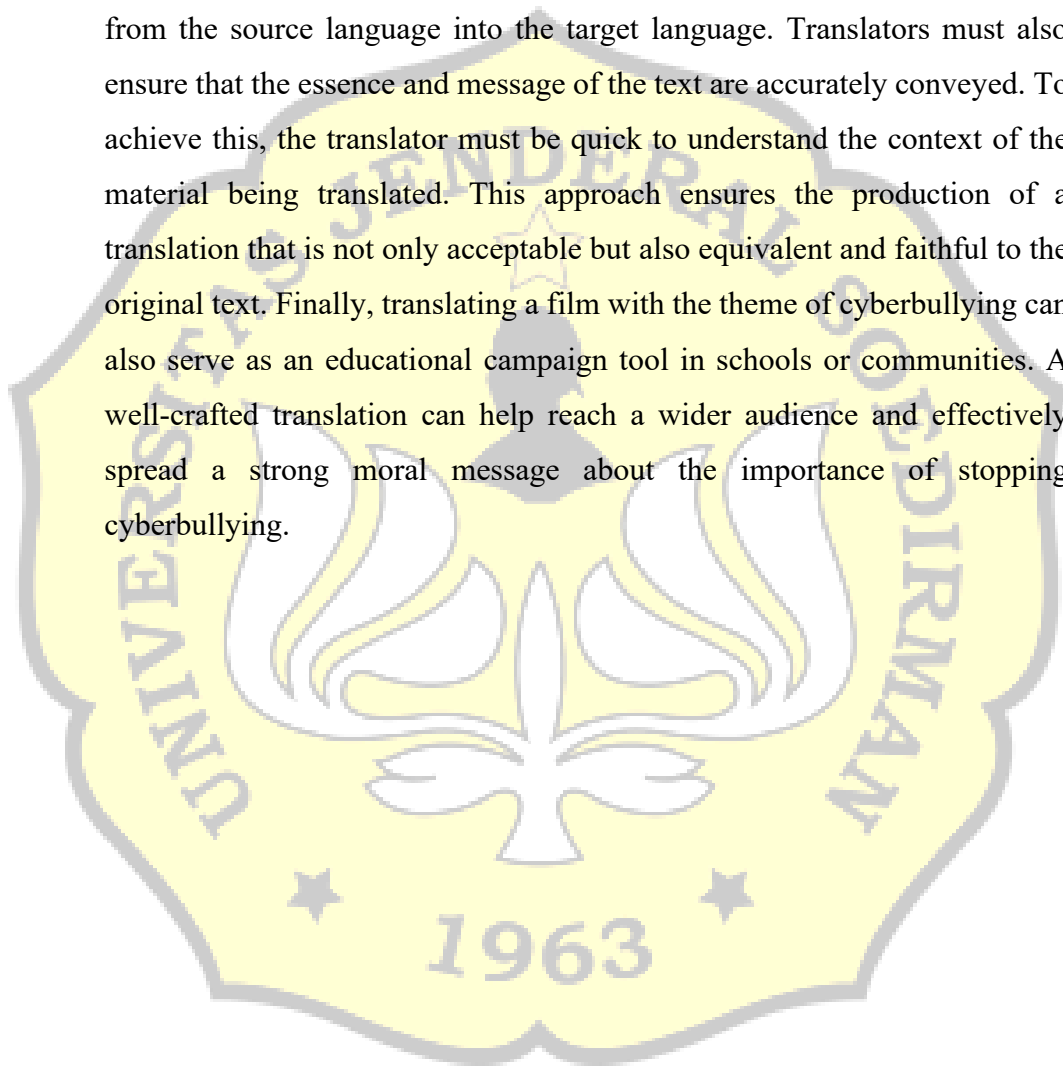 from the source language into the target language. Translators must also
ensure that the essence and message of the text are accurately conveyed. To
achieve this, the translator must be quick to understand the context of the
material being translated. This approach ensures the production of a
translation that is not only acceptable but also equivalent and faithful to the
original text. Finally, translating a film with the theme of cyberbullying can
also serve as an educational campaign tool in schools or communities. A
well-crafted translation can help reach a wider audience and effectively
spread a strong moral message about the importance of stopping
cyberbullying.
UNIVERSITAS JENDERAL SOEDIRMAN
1963